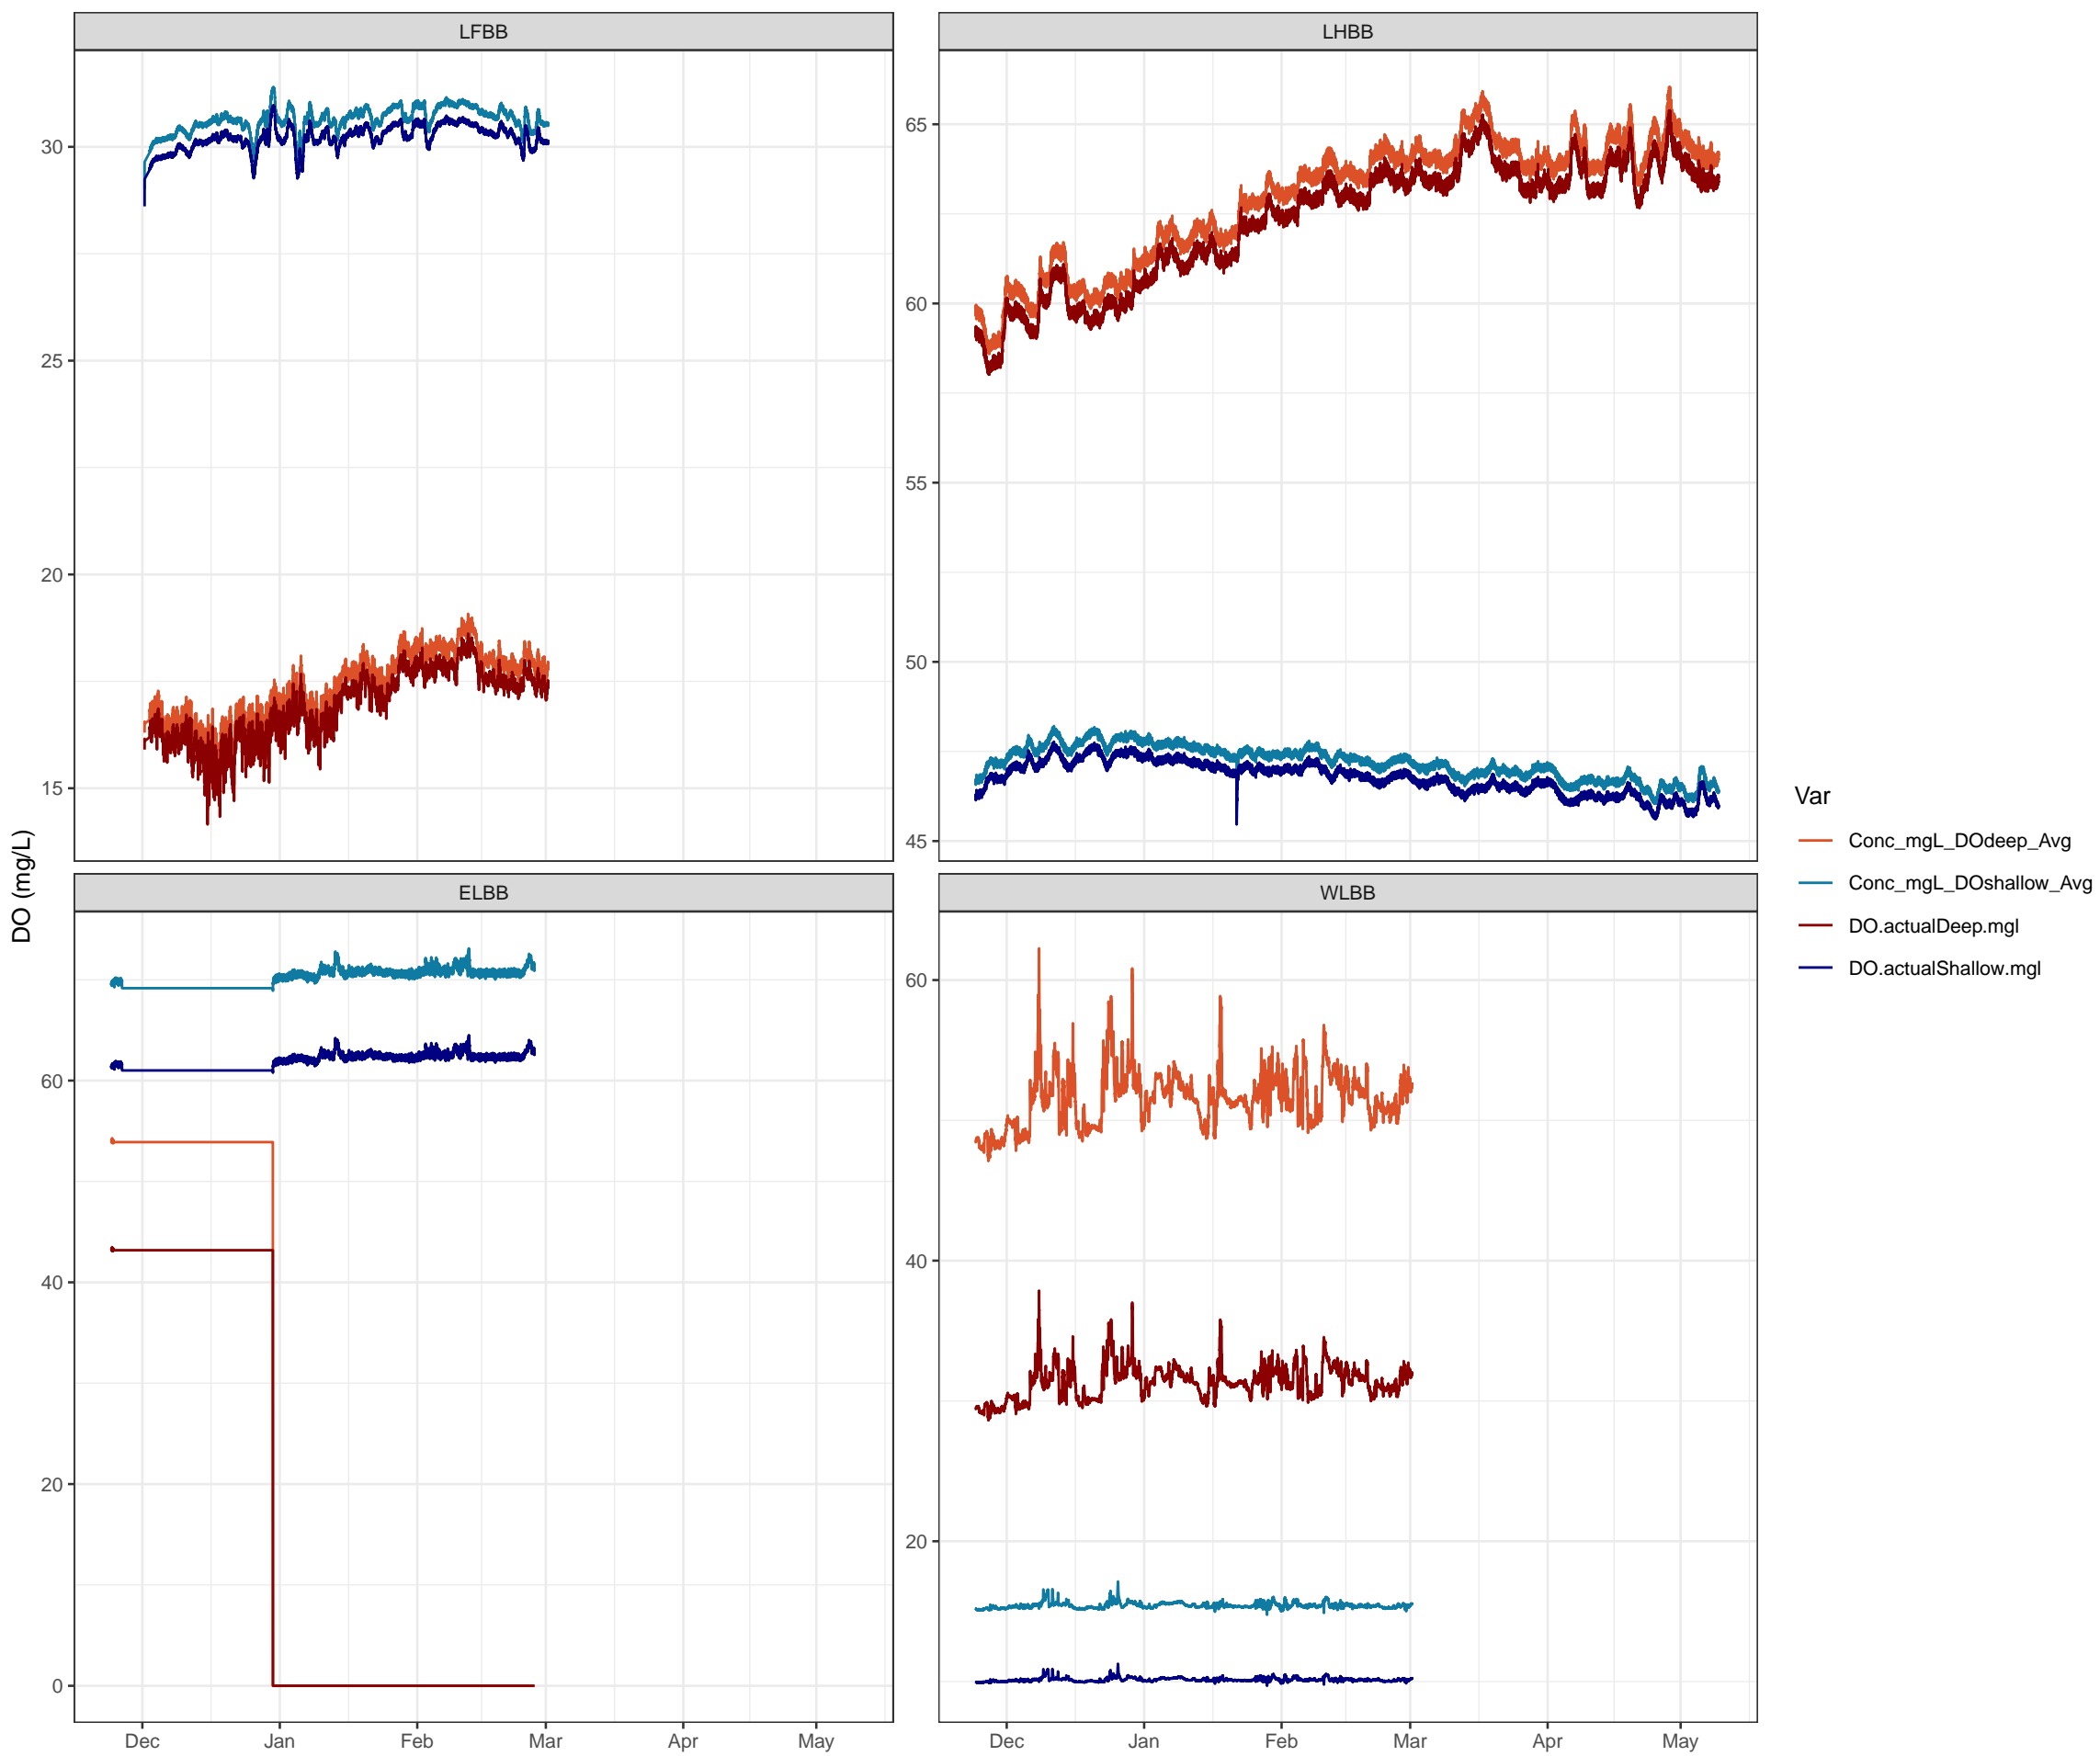 LFBB
LHBB
30
25
20
15
65
60
55
50
45
DO (mg/L)
ELBB
WLBB
60
40
20
0
60
40
20
Dec Jan Feb Mar Apr May
Dec Jan Feb Mar Apr May
Var
Conc_mgL_DOdeep_Avg
Conc_mgL_DOshallow_Avg
DO.actualDeep.mgl
DO.actualShallow.mgl